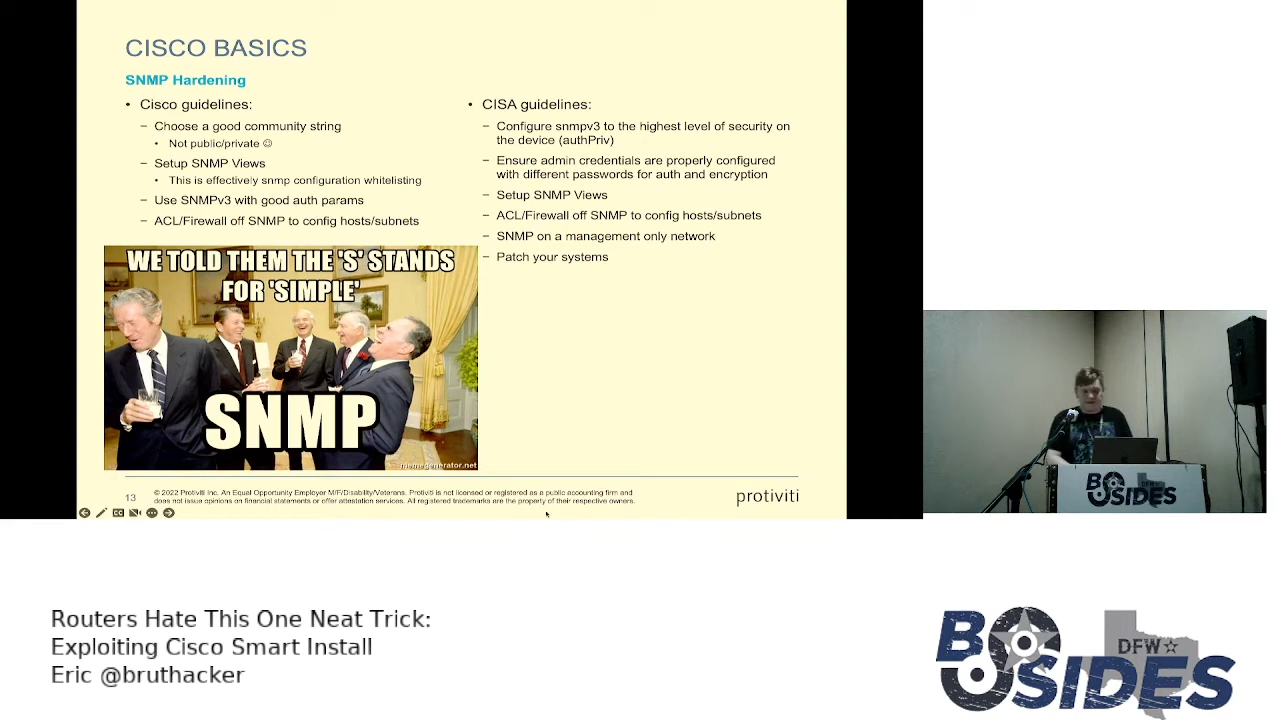 CISCO BASICS
SNMP Hardening
• Cisco guidelines:
– Choose a good community string
• Not public/private ☺
– Setup SNMP Views
• This is effectively snmp configuration whitelisting
– Use SNMPv3 with good auth params
– ACL/Firewall off SNMP to config hosts/subnets
• CISA guidelines:
– Configure snmpv3 to the highest level of security on
the device (authPriv)
– Ensure admin credentials are properly configured
with different passwords for auth and encryption
– Setup SNMP Views
– ACL/Firewall off SNMP to config hosts/subnets
– SNMP on a management only network
– Patch your systems
WE TOLD THEM THE 'S' STANDS
FOR 'SIMPLE'
SNMP
memegenerator.net
13
© 2022 Protiviti Inc. An Equal Opportunity Employer M/F/Disability/Veterans. Protiviti is not licensed or registered as a public accounting firm and
does not issue opinions on financial statements or offer attestation services. All registered trademarks are the property of their respective owners.
protiviti
BSIDES
DFW
Routers Hate This One Neat Trick:
Exploiting Cisco Smart Install
Eric @bruthacker
BSIDES
DFW☆